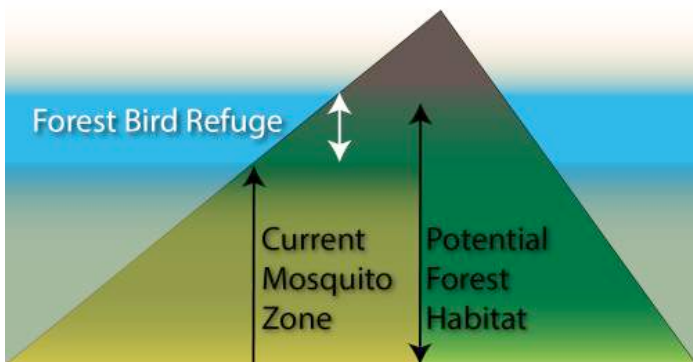 Forest Bird Refuge
Current
Mosquito
Zone
Potential
Forest
Habitat